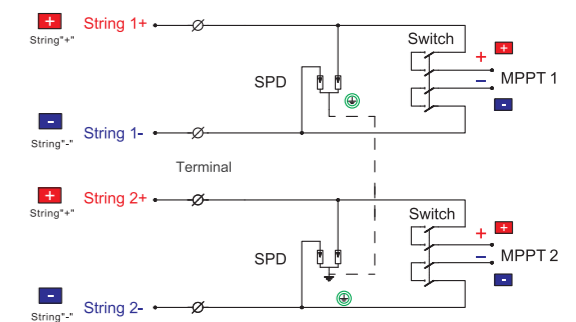 + String 1+ Switch
String"+" + +
SPD MPPT 1
- String 1- − -
String"-"
Terminal
+ String 2+ Switch
String"+" + +
SPD MPPT 2
- String 2- − -
String"-"